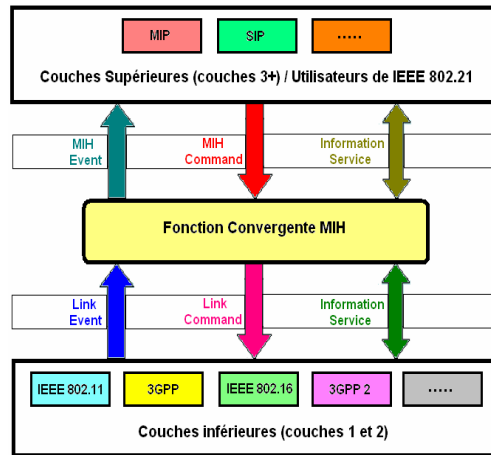 MIP SIP .....
Couches Supérieures (couches 3+) / Utilisateurs de IEEE 802.21
MIH Event
MIH Command
Information Service
Fonction Convergente MIH
Link Event
Link Command
Information Service
IEEE 802.11 3GPP IEEE 802.16 3GPP 2 .....
Couches inférieures (couches 1 et 2)